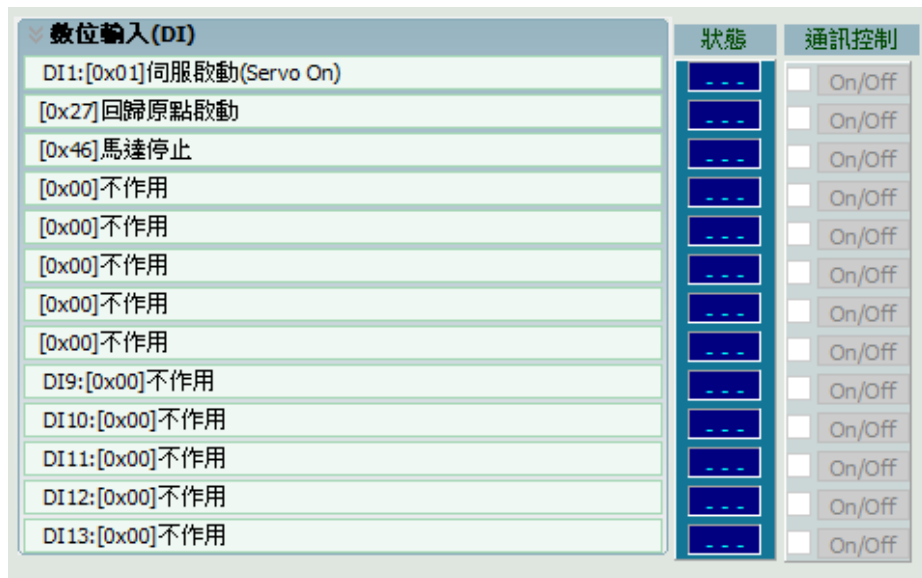 數位輸入(DI) 狀態 通訊控制
DI1:[0x01]伺服啟動(Servo On) - - - On/Off
[0x27]回歸原點啟動 - - - On/Off
[0x46]馬達停止 - - - On/Off
[0x00]不作用 - - - On/Off
[0x00]不作用 - - - On/Off
[0x00]不作用 - - - On/Off
[0x00]不作用 - - - On/Off
[0x00]不作用 - - - On/Off
DI9:[0x00]不作用 - - - On/Off
DI10:[0x00]不作用 - - - On/Off
DI11:[0x00]不作用 - - - On/Off
DI12:[0x00]不作用 - - - On/Off
DI13:[0x00]不作用 - - - On/Off